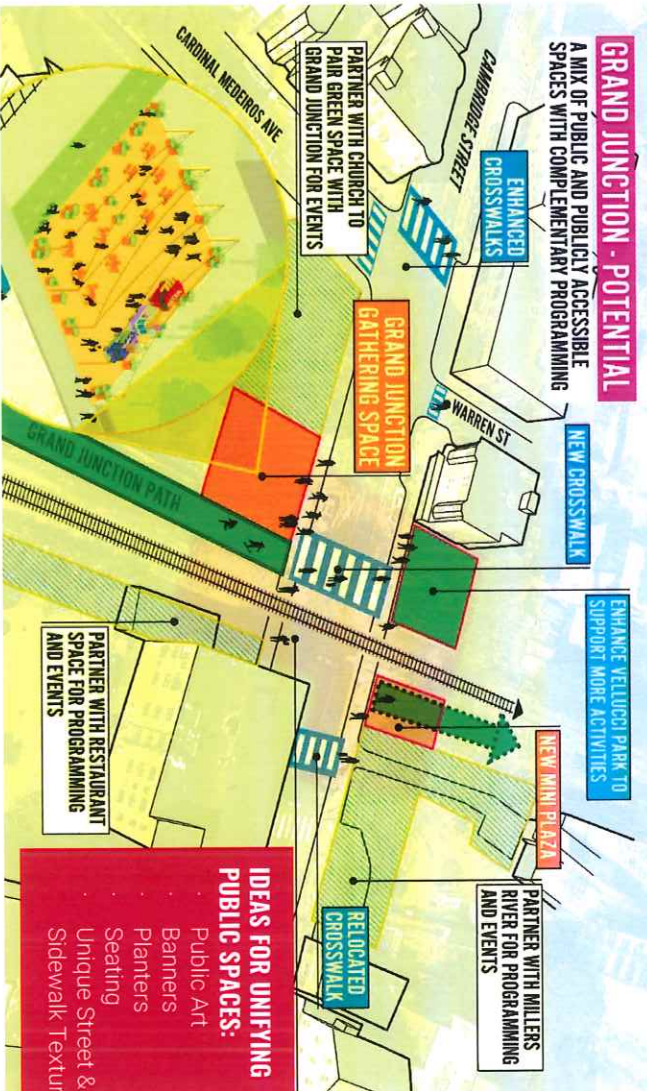 GRAND JUNCTION - POTENTIAL
A MIX OF PUBLIC AND PUBLICLY ACCESSIBLE
SPACES WITH COMPLEMENTARY PROGRAMMING
CAMBRIDGE STREET
CARDINAL MEDEIROS AVE
ENHANCED
CROSSWALKS
WARREN ST
NEW CROSSWALK
ENHANCE VELLUCCI PARK TO
SUPPORT MORE ACTIVITIES
PARTNER WITH CHURCH TO
PAIR GREEN SPACE WITH
GRAND JUNCTION FOR EVENTS
GRAND JUNCTION
GATHERING SPACE
NEW MINI PLAZA
PARTNER WITH MILLERS
RIVER FOR PROGRAMMING
AND EVENTS
GRAND JUNCTION PATH
RELOCATED
CROSSWALK
PARTNER WITH RESTAURANT
SPACE FOR PROGRAMMING
AND EVENTS
IDEAS FOR UNIFYING
PUBLIC SPACES:
· Public Art
· Banners
· Planters
· Seating
· Unique Street &
Sidewalk Textur